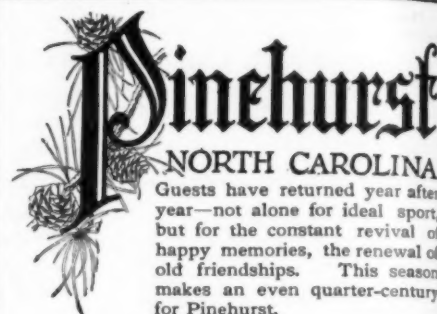 Pinehurst
NORTH CAROLINA
Guests have returned year after
year—not alone for ideal sport,
but for the constant revival of
happy memories, the renewal of
old friendships. This season
makes an even quarter-century
for Pinehurst.